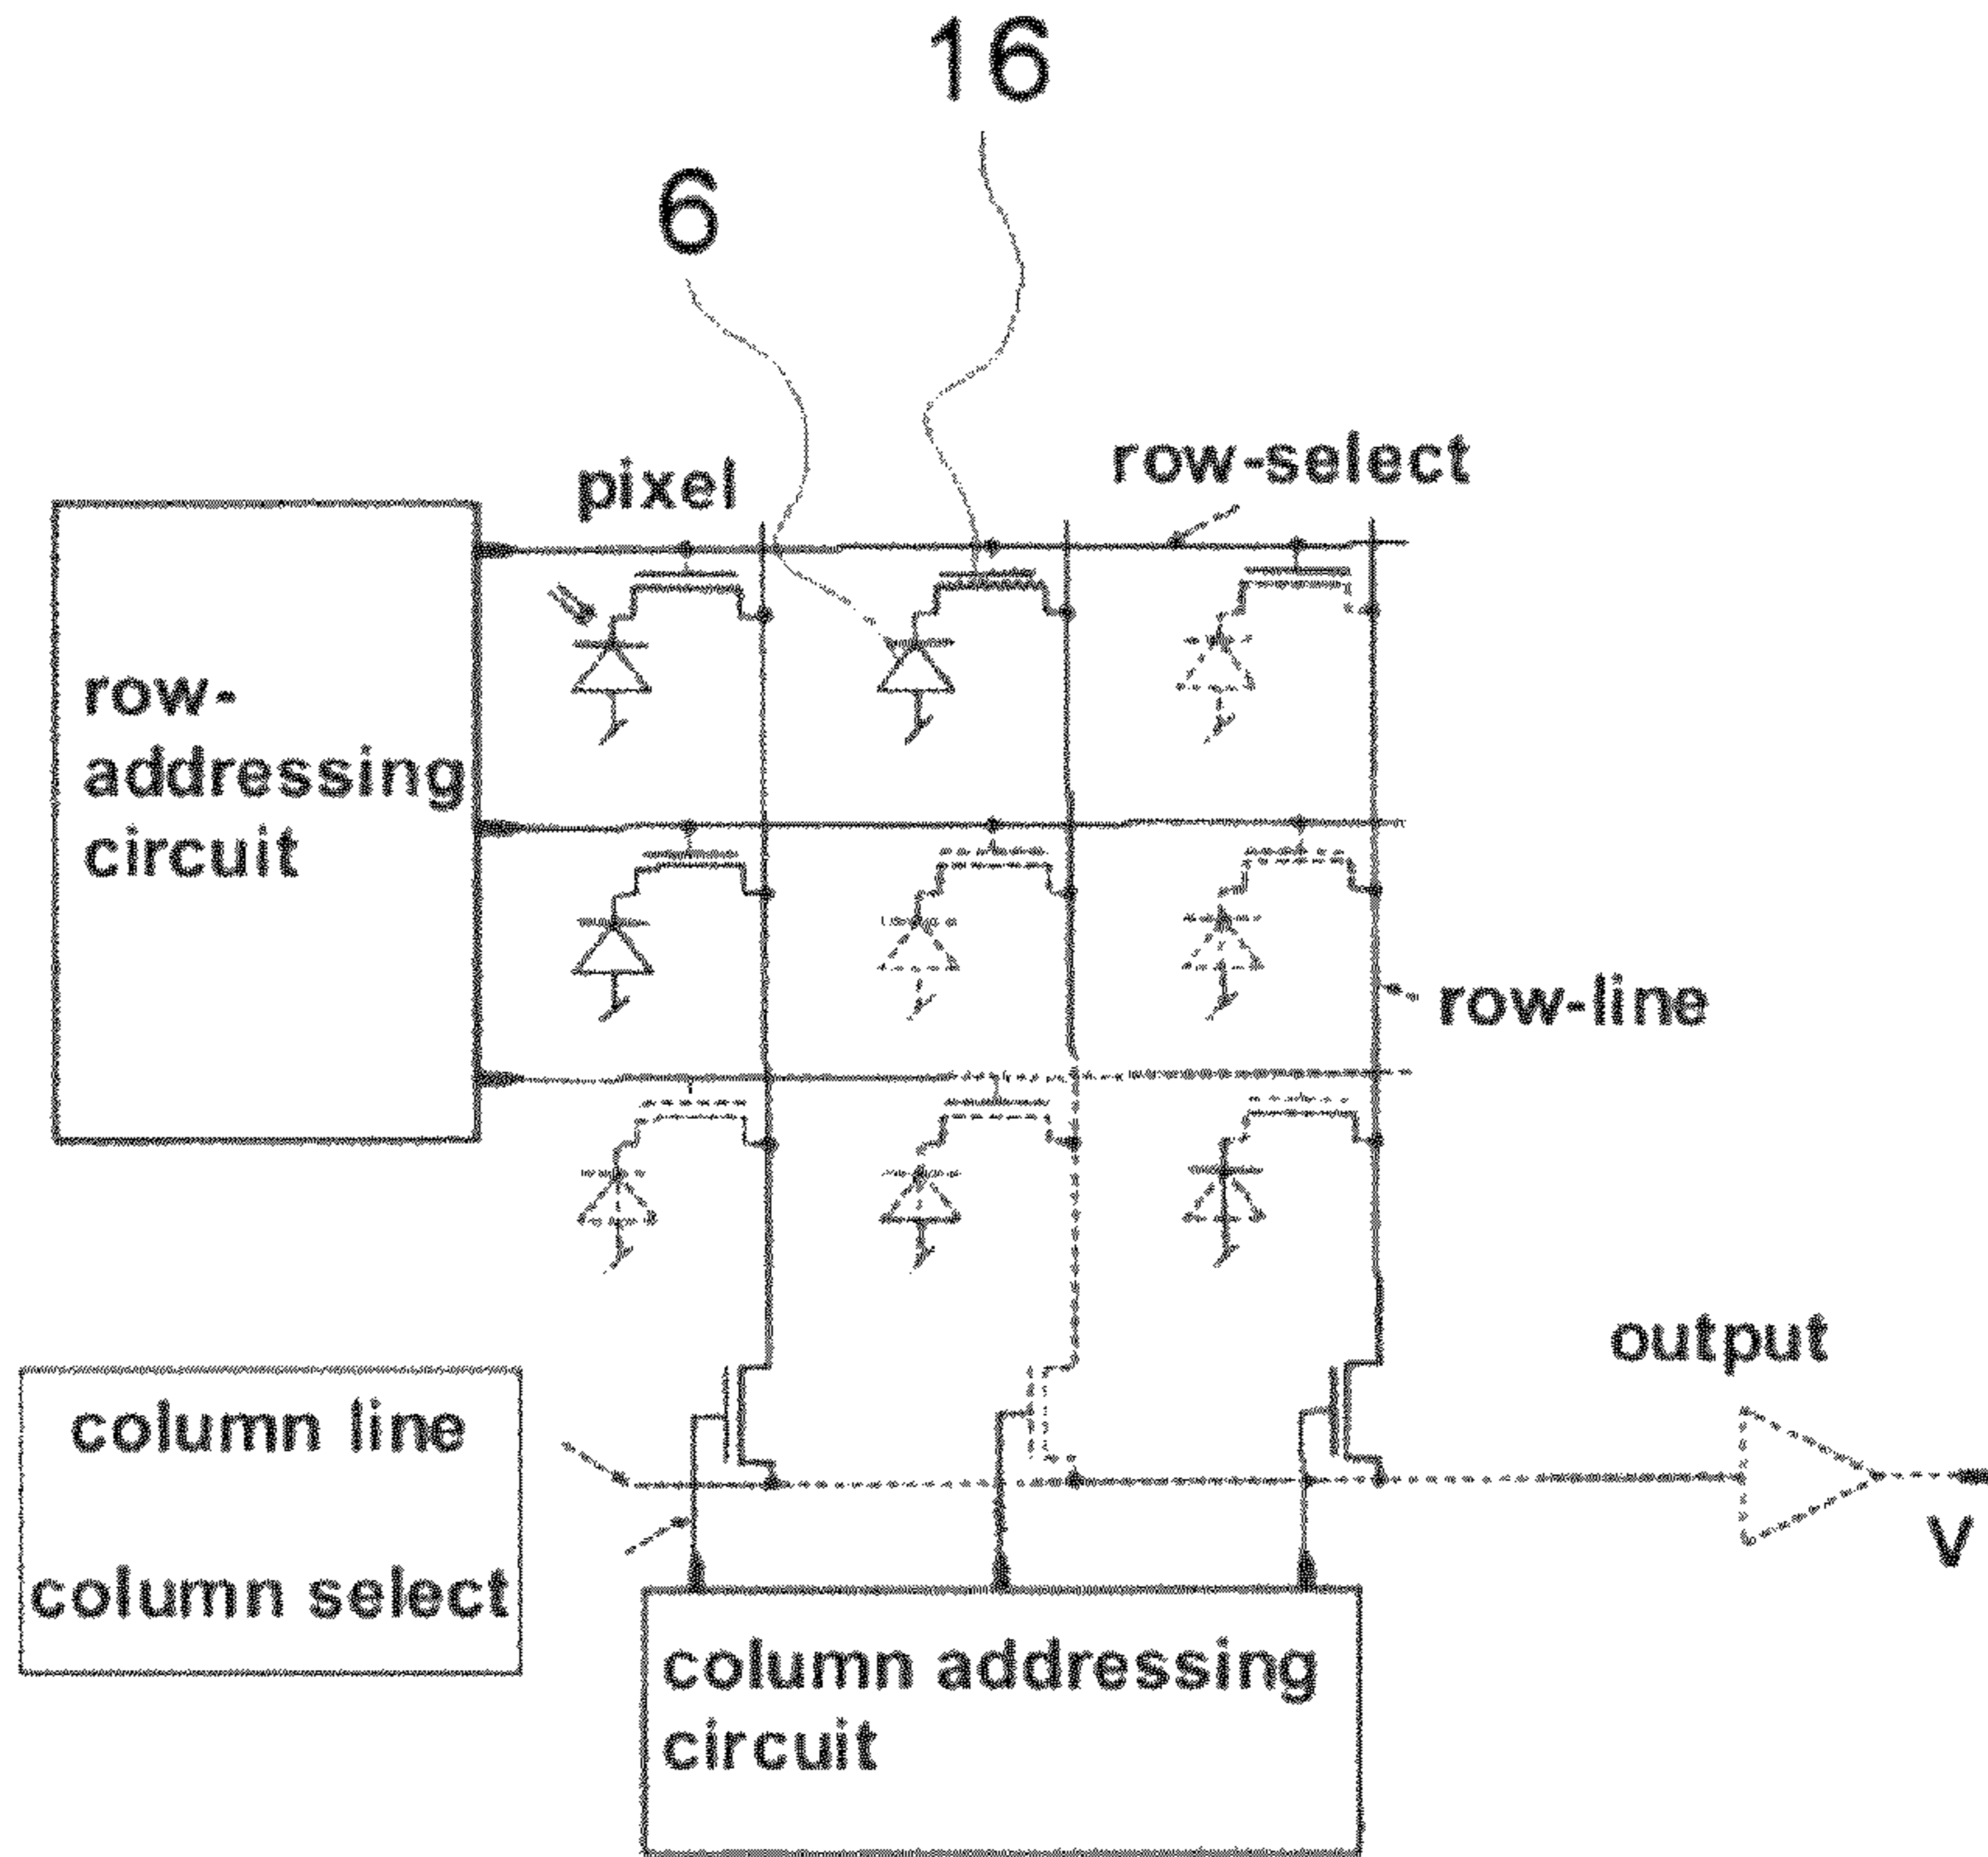 16
6
pixel
row-select
row-
addressing
circuit
row-line
output
column line
column select
V
column addressing
circuit